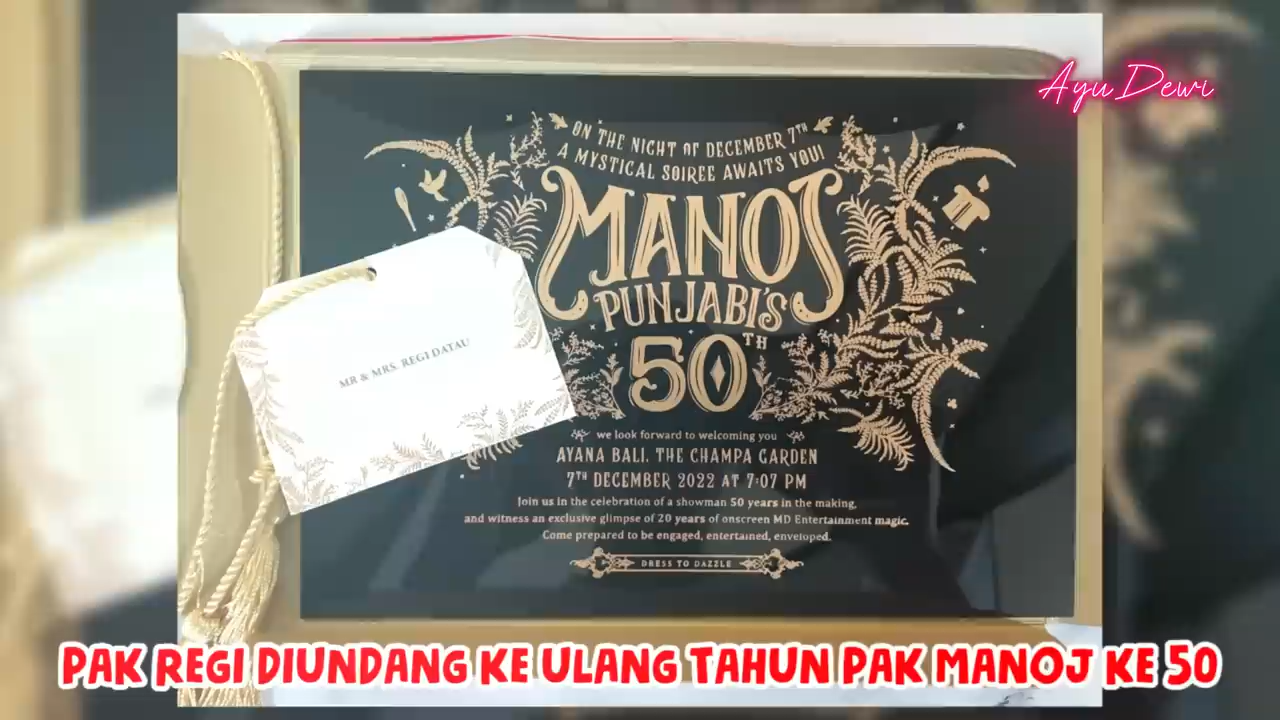 Ayu Dewi
ON THE NIGHT OF DECEMBER 7TH
A MYSTICAL SOIREE AWAITS YOU!
MANOJ
PUNJABI'S
50TH
MR & MRS. REGI DATAU
we look forward to welcoming you
AYANA BALI, THE CHAMPA GARDEN
7TH DECEMBER 2022 AT 7:07 PM
Join us in the celebration of a showman 50 years in the making,
and witness an exclusive glimpse of 20 years of onscreen MD Entertainment magic.
Come prepared to be engaged, entertained, enveloped.
DRESS TO DAZZLE
PAK REGI DIUNDANG KE ULANG TAHUN PAK MANOJ KE 50